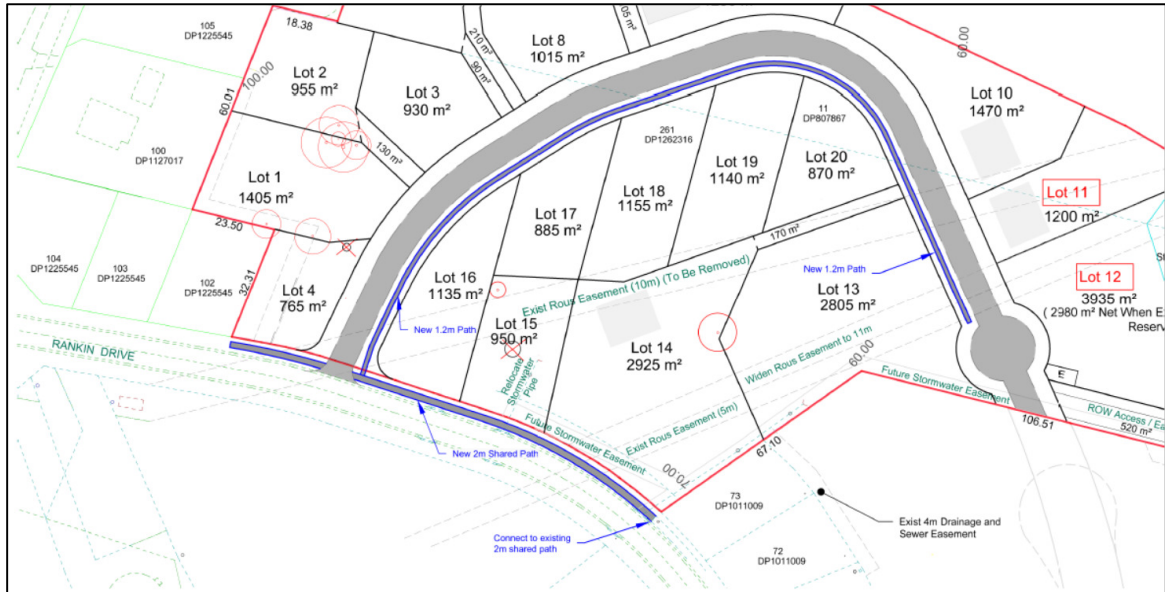 105
DP1225545
18.38
Lot 2
955 m²
100.00
60.01
Lot 3
930 m²
210 m²
90 m²
Lot 8
1015 m²
05 m²
60.00
Lot 10
1470 m²
100
DP1127017
130 m²
Lot 1
1405 m²
23.50
261
DP1262316
11
DP807867
Lot 19
1140 m²
Lot 20
870 m²
Lot 18
1155 m²
Lot 17
885 m²
Lot 11
1200 m²
104
DP1225545
103
DP1225545
102
DP1225545
32.31
Lot 4
765 m²
Lot 16
1135 m²
New 1.2m Path
170 m²
Exist Rous Easement (10m) (To Be Removed)
New 1.2m Path
Lot 13
2805 m²
Lot 12
3935 m²
( 2980 m² Net When E
Reserv
Lot 15
950 m²
Lot 14
2925 m²
RANKIN DRIVE
Relocate
Stormwater
Pipe
Widen Rous Easement to 11m
60.00
Future Stormwater Easement
E
ROW Access / Ea
520 m²
106.51
Exist Rous Easement (5m)
Future Stormwater Easement
New 2m Shared Path
67.10
70.00
73
DP1011009
Exist 4m Drainage and
Sewer Easement
Connect to existing
2m shared path
72
DP1011009